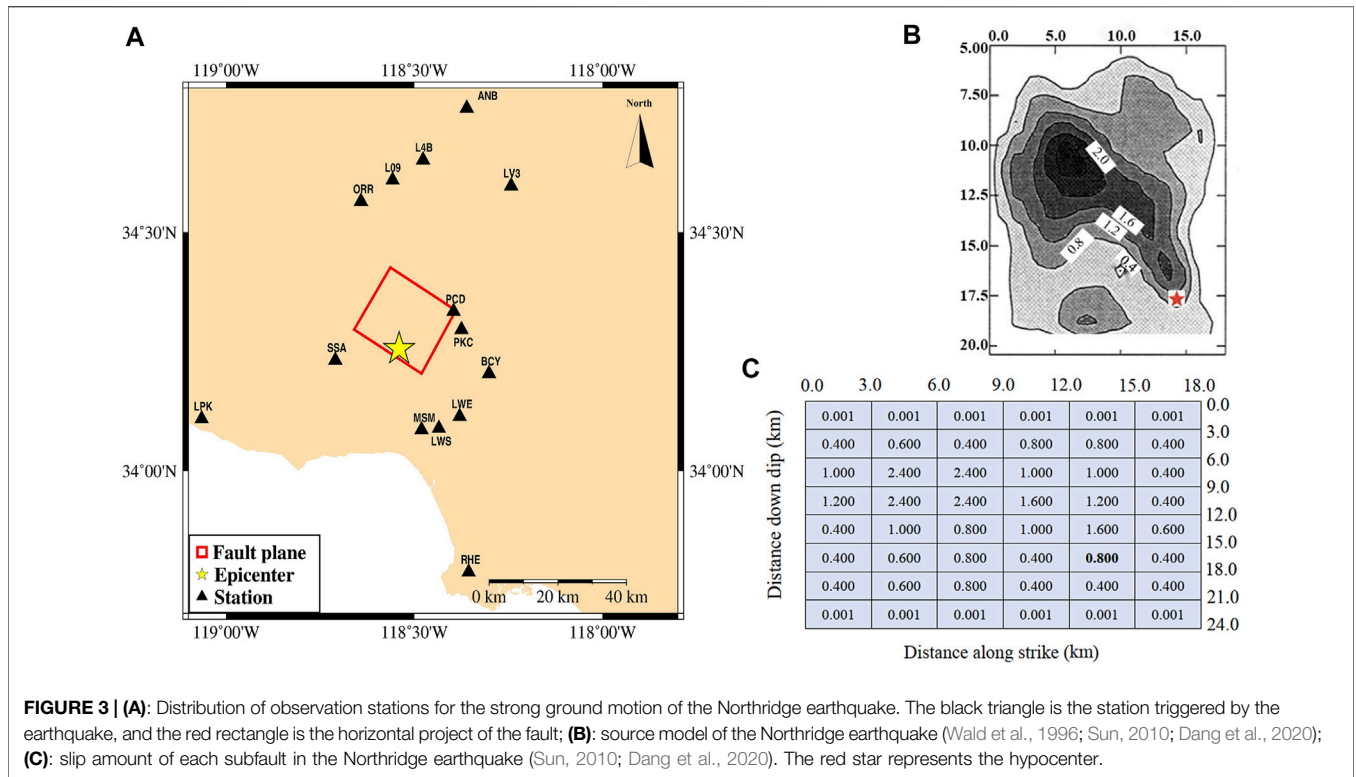 A
119°00'W 118°30'W 118°00'W
ANB
North
L4B
L09
LV3
ORR
34°30'N 34°30'N
PCD
PKC
SSA
BCY
LPK
LWE
MSM
LWS
34°00'N 34°00'N
Fault plane
Epicenter
Station
RHE
0 km 20 km 40 km
119°00'W 118°30'W 118°00'W
B
0.0 5.0 10.0 15.0
5.00
7.50
10.0
12.5
15.0
17.5
20.0
2.0
1.6
1.2
0.8
0.4
C
0.0 3.0 6.0 9.0 12.0 15.0 18.0
0.001 0.001 0.001 0.001 0.001 0.001 0.0
0.400 0.600 0.400 0.800 0.800 0.400 3.0
1.000 2.400 2.400 1.000 1.000 0.400 6.0
1.200 2.400 2.400 1.600 1.200 0.400 9.0
0.400 1.000 0.800 1.000 1.600 0.600 12.0
0.400 0.600 0.800 0.400 0.800 0.400 15.0
0.400 0.600 0.800 0.400 0.400 0.400 18.0
0.001 0.001 0.001 0.001 0.001 0.001 21.0
24.0
Distance down dip (km)
Distance along strike (km)
FIGURE 3 | (A): Distribution of observation stations for the strong ground motion of the Northridge earthquake. The black triangle is the station triggered by the
earthquake, and the red rectangle is the horizontal project of the fault; (B): source model of the Northridge earthquake (Wald et al., 1996; Sun, 2010; Dang et al., 2020);
(C): slip amount of each subfault in the Northridge earthquake (Sun, 2010; Dang et al., 2020). The red star represents the hypocenter.